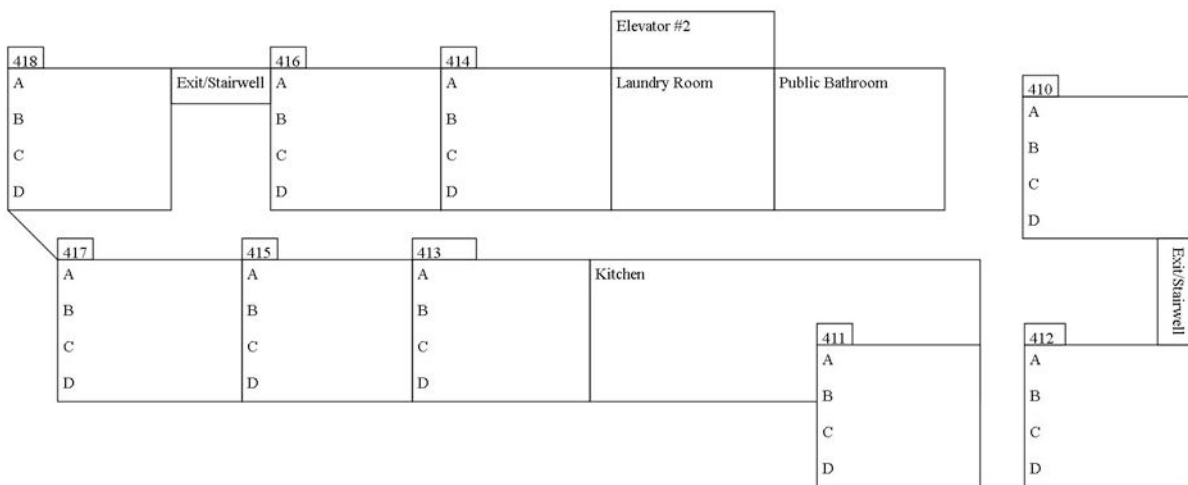 Elevator #2
418
A
B
C
D
Exit/Stairwell
416
A
B
C
D
414
A
B
C
D
Laundry Room
Public Bathroom
410
A
B
C
D
Exit/Stairwell
417
A
B
C
D
415
A
B
C
D
413
A
B
C
D
Kitchen
411
A
B
C
D
412
A
B
C
D